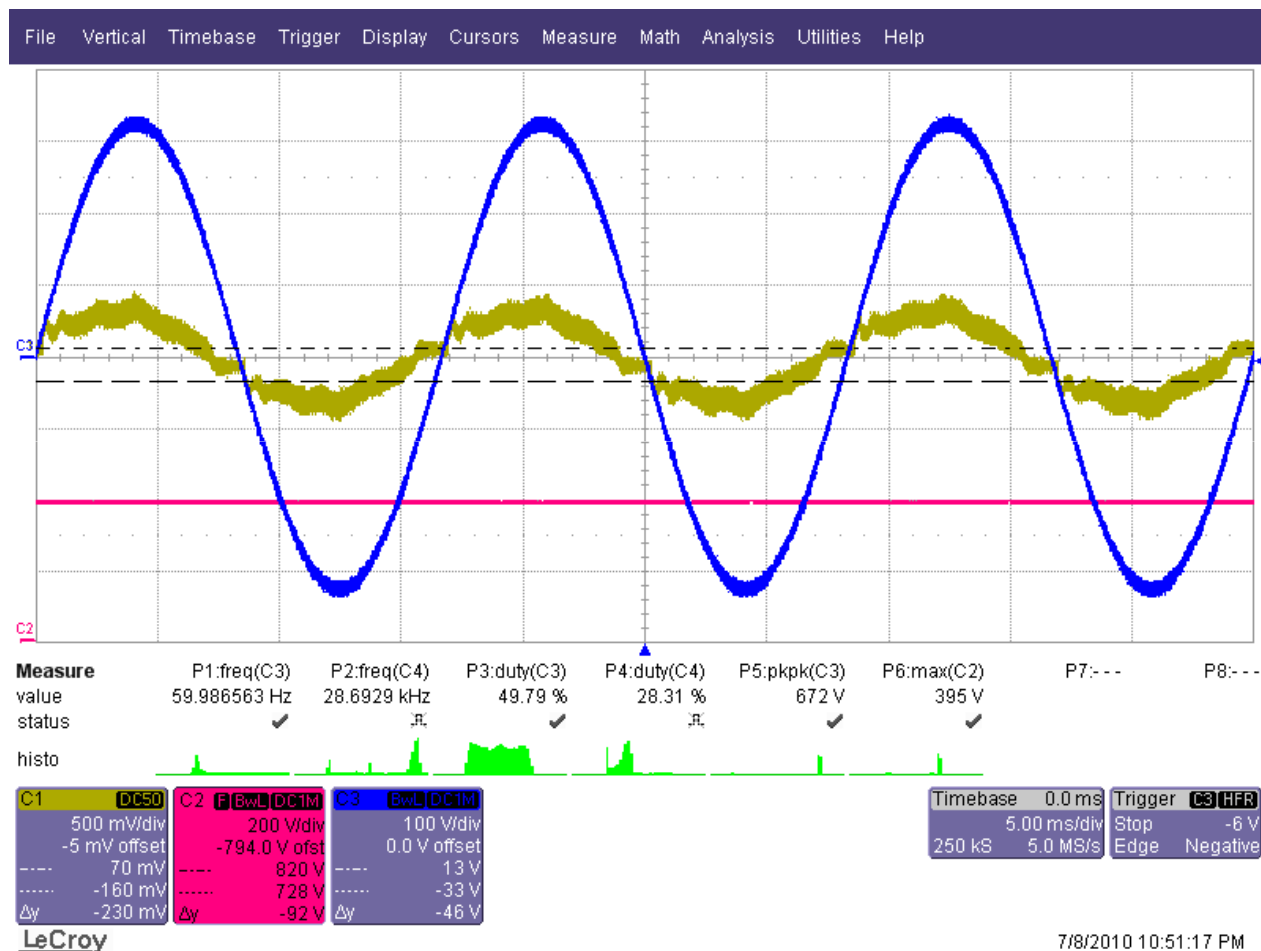 File Vertical Timebase Trigger Display Cursors Measure Math Analysis Utilities Help
C3
C2
Measure P1:freq(C3) P2:freq(C4) P3:duty(C3) P4:duty(C4) P5:pkpk(C3) P6:max(C2) P7:--- P8:---
value 59.986563 Hz 28.6929 kHz 49.79 % 28.31 % 672 V 395 V
status
histo
C1 DC50
500 mV/div
-5 mV offset
70 mV
-160 mV
Δy -230 mV
C2 F BwL DC1M
200 V/div
-794.0 V ofst
820 V
728 V
Δy -92 V
C3 BwL DC1M
100 V/div
0.0 V offset
13 V
-33 V
Δy -46 V
Timebase 0.0 ms
5.00 ms/div
250 kS 5.0 MS/s
Trigger C3 HFR
Stop -6 V
Edge Negative
LeCroy
7/8/2010 10:51:17 PM